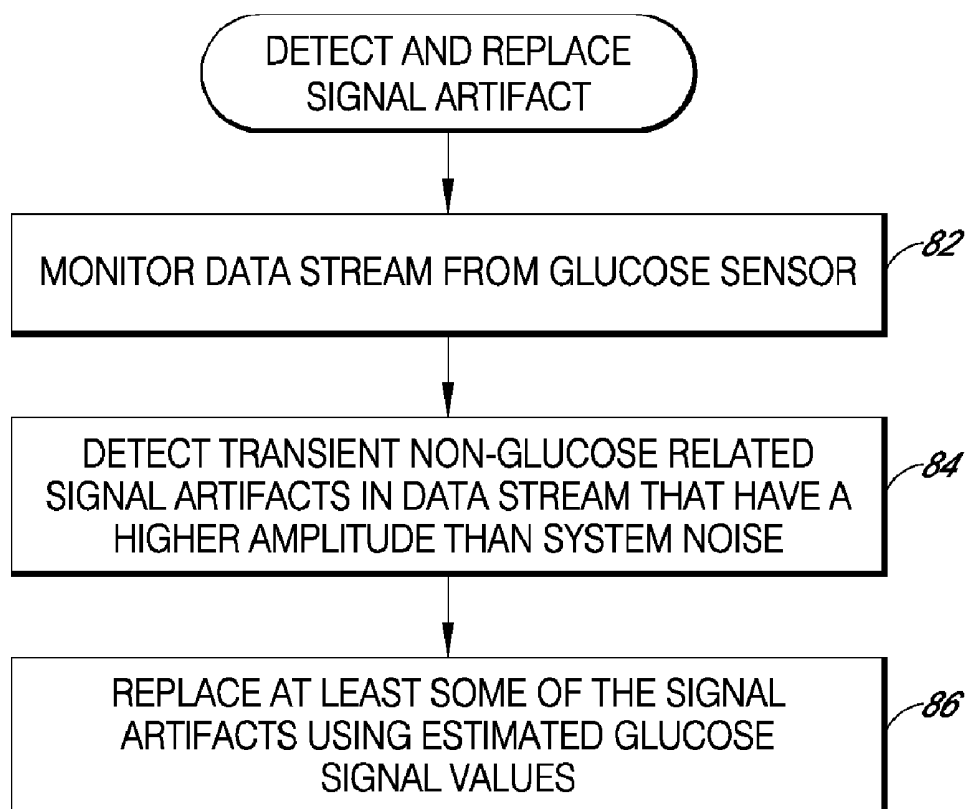 DETECT AND REPLACE
SIGNAL ARTIFACT
MONITOR DATA STREAM FROM GLUCOSE SENSOR
82
DETECT TRANSIENT NON-GLUCOSE RELATED
SIGNAL ARTIFACTS IN DATA STREAM THAT HAVE A
HIGHER AMPLITUDE THAN SYSTEM NOISE
84
REPLACE AT LEAST SOME OF THE SIGNAL
ARTIFACTS USING ESTIMATED GLUCOSE
SIGNAL VALUES
86